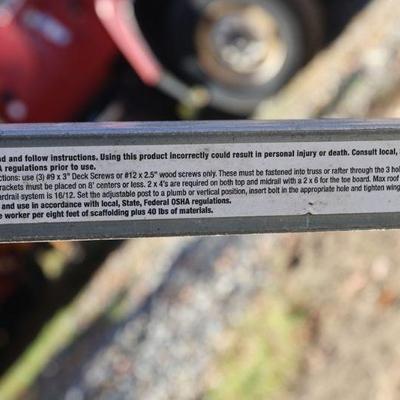 nd and follow instructions. Using this product incorrectly could result in personal injury or death. Consult local,
A regulations prior to use.
ctions: use (3) #9 x 3" Deck Screws or #12 x 2.5" wood screws only. These must be fastened into truss or rafter through the 3 hol
rackets must be placed on 8' centers or less. 2 x 4's are required on both top and midrail with a 2 x 6 for the toe board. Max roof
ardrail system is 16/12. Set the adjustable post to a plumb or vertical position, insert bolt in the appropriate hole and tighten wing
and use in accordance with local, State, Federal OSHA regulations.
e worker per eight feet of scaffolding plus 40 lbs of materials.